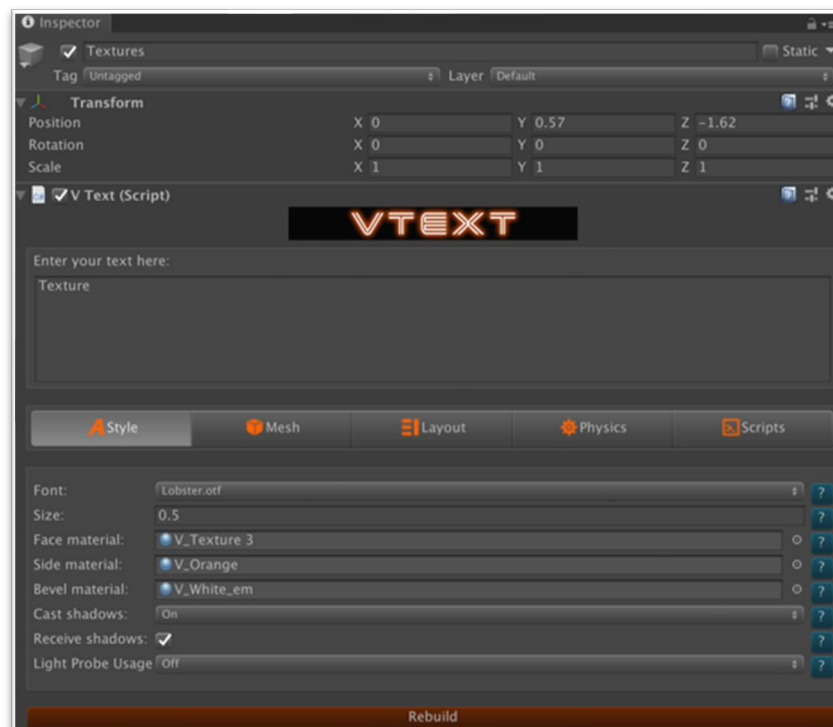 Inspector
Textures Static
Tag Untagged Layer Default
Transform
Position X 0 Y 0.57 Z -1.62
Rotation X 0 Y 0 Z 0
Scale X 1 Y 1 Z 1
V Text (Script)
VTEXT
Enter your text here:
Texture
Style Mesh Layout Physics Scripts
Font: Lobster.otf ?
Size: 0.5 ?
Face material: V_Texture 3 ?
Side material: V_Orange ?
Bevel material: V_White_em ?
Cast shadows: On ?
Receive shadows: ?
Light Probe Usage Off ?
Rebuild